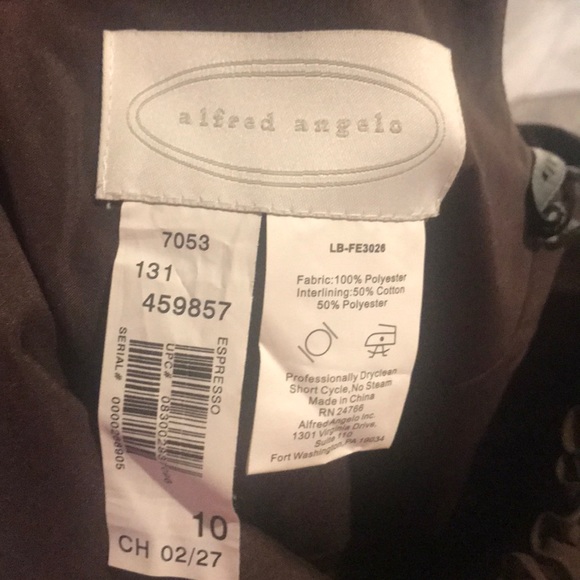 alfred angelo
7053
131
459857
ESPRESSO
UPC#
SERIAL#
10
CH 02/27
LB-FE3026
Fabric:100% Polyester
Interlining:50% Cotton
50% Polyester
Professionally Dryclean
Short Cycle,No Steam
Made in China
RN 24766
Alfred Angelo Inc.
1301 Virginia Drive,
Suite 110
Fort Washington,PA 19034